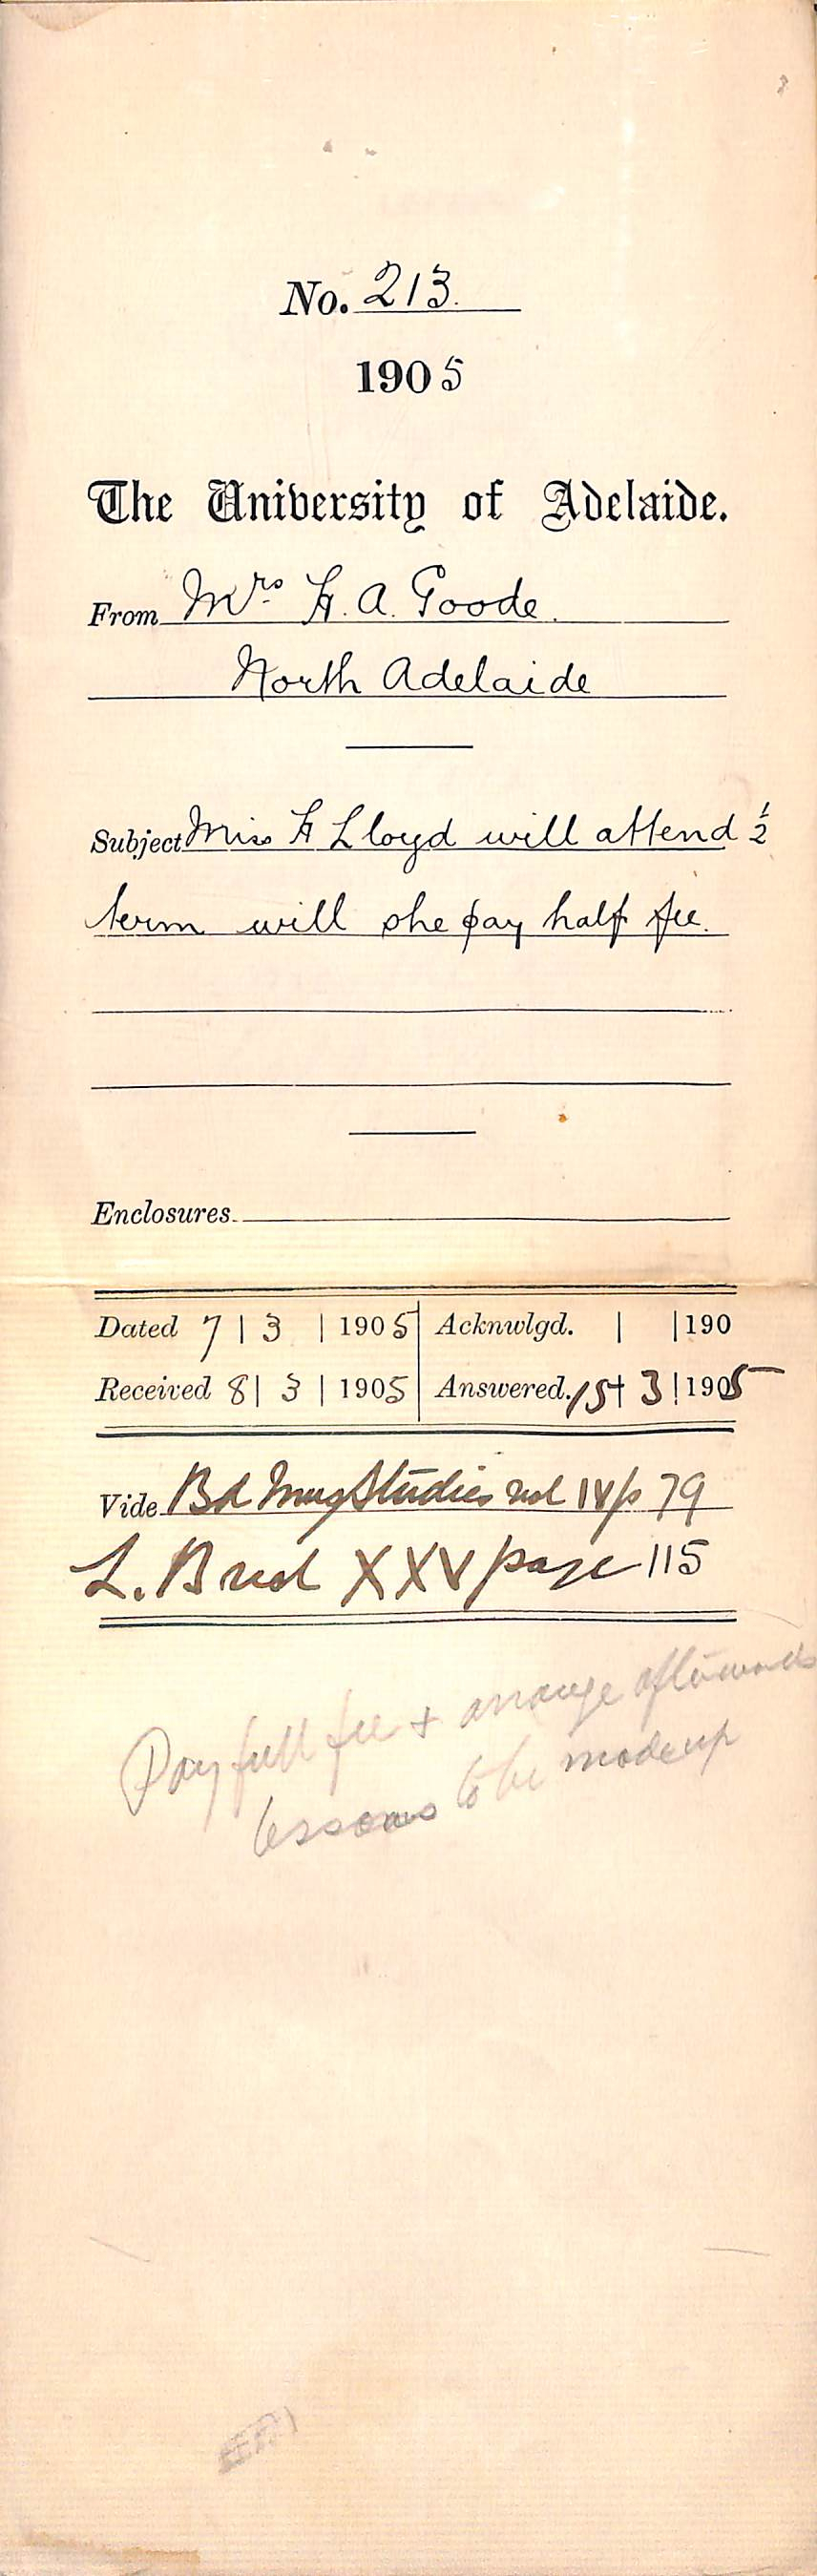 No. 213.
1905
The University of Adelaide.
From Mrs H. A. Goode.
North Adelaide
Subject Miss H Lloyd will attend ½
term will she pay half fee.
Enclosures.
Dated 7 | 3 | 1905 | Acknwlgd. | | 190
Received 8 | 3 | 1905 | Answered. 15 | 3 | 1905
Vide Bd Mus Studies vol IV p 79
L. B vol XXV page 115
Pay full fee + arrange afterwards
lessons to be made up